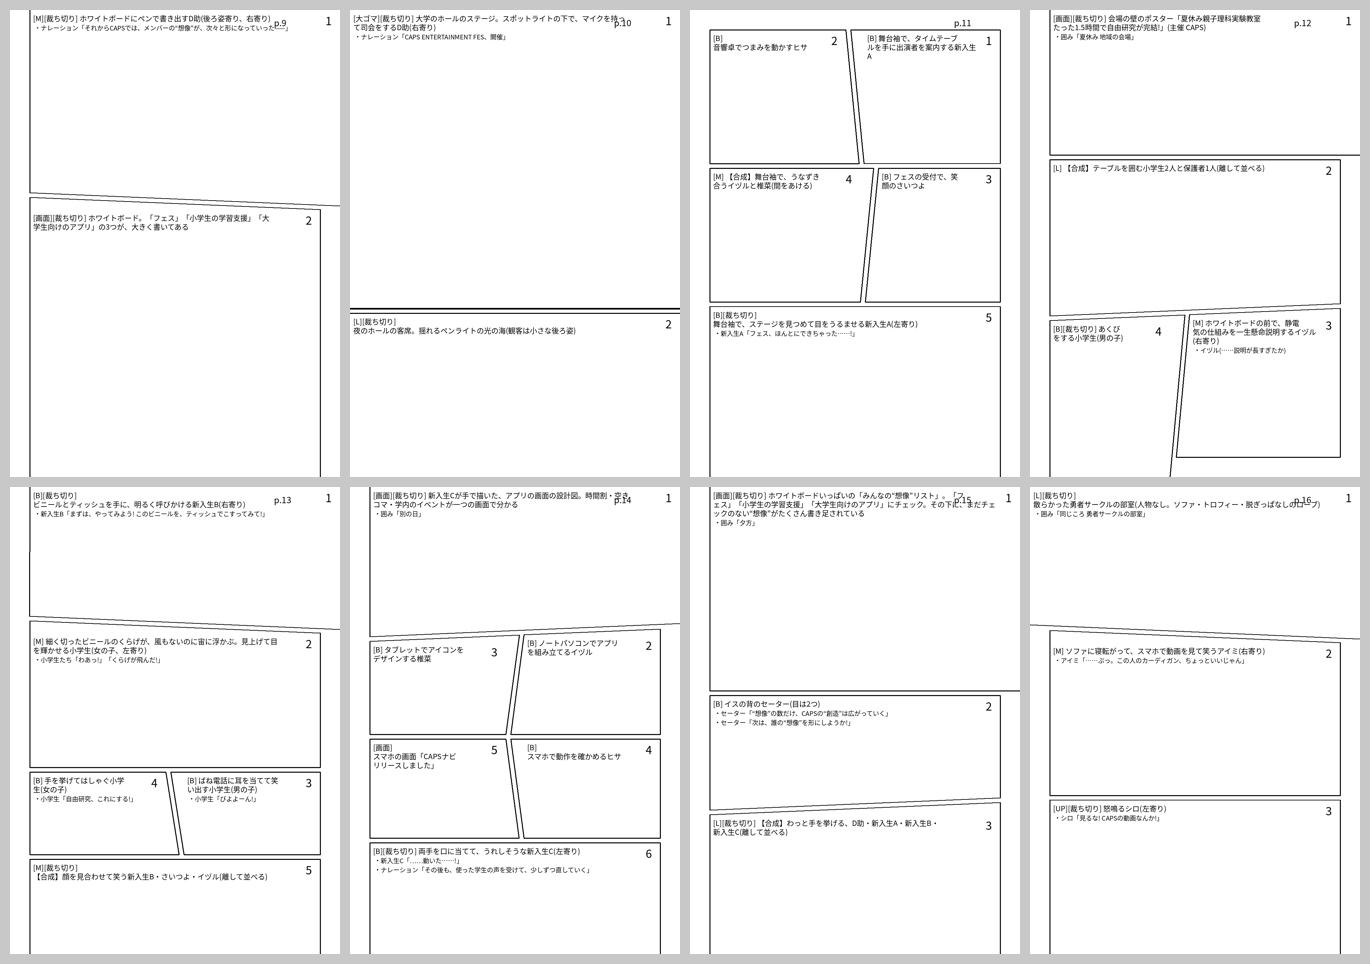 p.9
1
[M][裁ち切り] ホワイトボードにペンで書き出すD助(後ろ姿寄り、右寄り)
・ナレーション「それからCAPSでは、メンバーの“想像”が、次々と形になっていった――」
2
[画面][裁ち切り] ホワイトボード。「フェス」「小学生の学習支援」「大
学生向けのアプリ」の3つが、大きく書いてある
p.10
1
[大ゴマ][裁ち切り] 大学のホールのステージ。スポットライトの下で、マイクを持っ
て司会をするD助(右寄り)
・ナレーション「CAPS ENTERTAINMENT FES、開催」
2
[L][裁ち切り]
夜のホールの客席。揺れるペンライトの光の海(観客は小さな後ろ姿)
p.11
1
[B] 舞台袖で、タイムテーブ
ルを手に出演者を案内する新入生
A
2
[B]
音響卓でつまみを動かすヒサ
3
[B] フェスの受付で、笑
顔のさいつよ
4
[M] 【合成】舞台袖で、うなずき
合うイヅルと椎菜(間をあける)
5
[B][裁ち切り]
舞台袖で、ステージを見つめて目をうるませる新入生A(左寄り)
・新入生A「フェス、ほんとにできちゃった……!」
p.12
1
[画面][裁ち切り] 会場の壁のポスター「夏休み親子理科実験教室
たった1.5時間で自由研究が完結!」(主催 CAPS)
・囲み「夏休み 地域の会場」
2
[L] 【合成】テーブルを囲む小学生2人と保護者1人(離して並べる)
3
[M] ホワイトボードの前で、静電
気の仕組みを一生懸命説明するイヅル
(右寄り)
・イヅル(……説明が長すぎたか)
4
[B][裁ち切り] あくび
をする小学生(男の子)
p.13
1
[B][裁ち切り]
ビニールとティッシュを手に、明るく呼びかける新入生B(右寄り)
・新入生B「まずは、やってみよう! このビニールを、ティッシュでこすってみて!」
2
[M] 細く切ったビニールのくらげが、風もないのに宙に浮かぶ。見上げて目
を輝かせる小学生(女の子、左寄り)
・小学生たち「わあっ!」「くらげが飛んだ!」
3
[B] ばね電話に耳を当てて笑
い出す小学生(男の子)
・小学生「びよよーん!」
4
[B] 手を挙げてはしゃぐ小学
生(女の子)
・小学生「自由研究、これにする!」
5
[M][裁ち切り]
【合成】顔を見合わせて笑う新入生B・さいつよ・イヅル(離して並べる)
p.14
1
[画面][裁ち切り] 新入生Cが手で描いた、アプリの画面の設計図。時間割・空き
コマ・学内のイベントが一つの画面で分かる
・囲み「別の日」
2
[B] ノートパソコンでアプリ
を組み立てるイヅル
3
[B] タブレットでアイコンを
デザインする椎菜
4
[B]
スマホで動作を確かめるヒサ
5
[画面]
スマホの画面「CAPSナビ
リリースしました」
6
[B][裁ち切り] 両手を口に当てて、うれしそうな新入生C(左寄り)
・新入生C「……動いた……!」
・ナレーション「その後も、使った学生の声を受けて、少しずつ直していく」
p.15
1
[画面][裁ち切り] ホワイトボードいっぱいの「みんなの“想像”リスト」。「フ
ェス」「小学生の学習支援」「大学生向けのアプリ」にチェック。その下に、まだチェ
ックのない“想像”がたくさん書き足されている
・囲み「夕方」
2
[B] イスの背のセーター(目は2つ)
・セーター「“想像”の数だけ、CAPSの“創造”は広がっていく」
・セーター「次は、誰の“想像”を形にしようか!」
3
[L][裁ち切り] 【合成】わっと手を挙げる、D助・新入生A・新入生B・
新入生C(離して並べる)
p.16
1
[L][裁ち切り]
散らかった勇者サークルの部室(人物なし。ソファ・トロフィー・脱ぎっぱなしのローブ)
・囲み「同じころ 勇者サークルの部室」
2
[M] ソファに寝転がって、スマホで動画を見て笑うアイミ(右寄り)
・アイミ「……ぷっ。この人のカーディガン、ちょっといいじゃん」
3
[UP][裁ち切り] 怒鳴るシロ(左寄り)
・シロ「見るな! CAPSの動画なんか!」